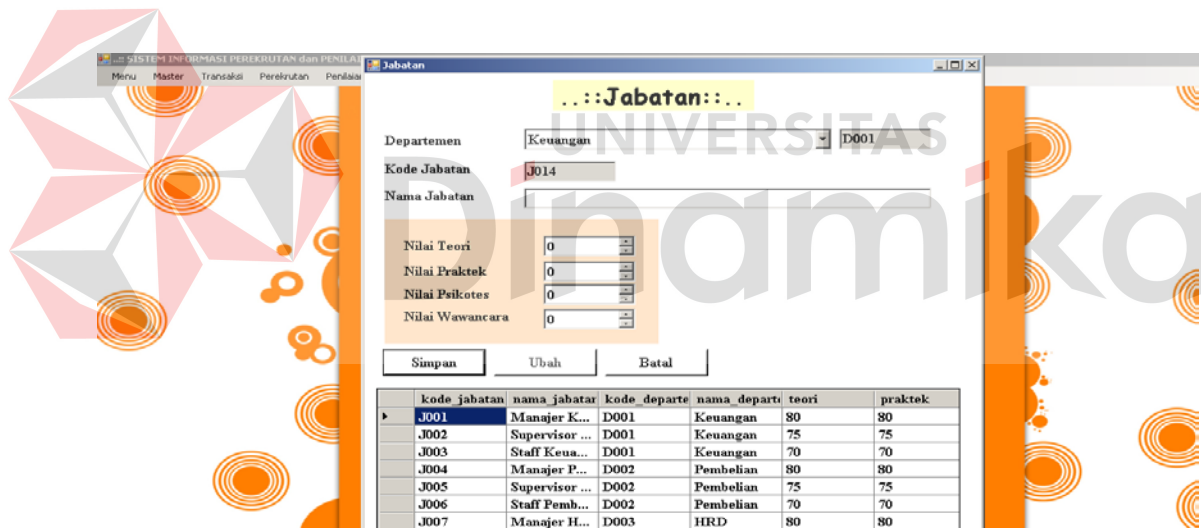 ..:: SISTEM INFORMASI PEREKRUTAN dan PENILAI
Menu Master Transaksi Perekrutan Penilaian
Jabatan
..::Jabatan::..
UNIVERSITAS
Dinamika
Departemen Keuangan D001
Kode Jabatan J014
Nama Jabatan
Nilai Teori 0
Nilai Praktek 0
Nilai Psikotes 0
Nilai Wawancara 0
Simpan Ubah Batal
kode_jabatan nama_jabatan kode_departe nama_departe teori praktek
J001 Manajer K... D001 Keuangan 80 80
J002 Supervisor ... D001 Keuangan 75 75
J003 Staff Keua... D001 Keuangan 70 70
J004 Manajer P... D002 Pembelian 80 80
J005 Supervisor ... D002 Pembelian 75 75
J006 Staff Pemb... D002 Pembelian 70 70
J007 Manajer H... D003 HRD 80 80